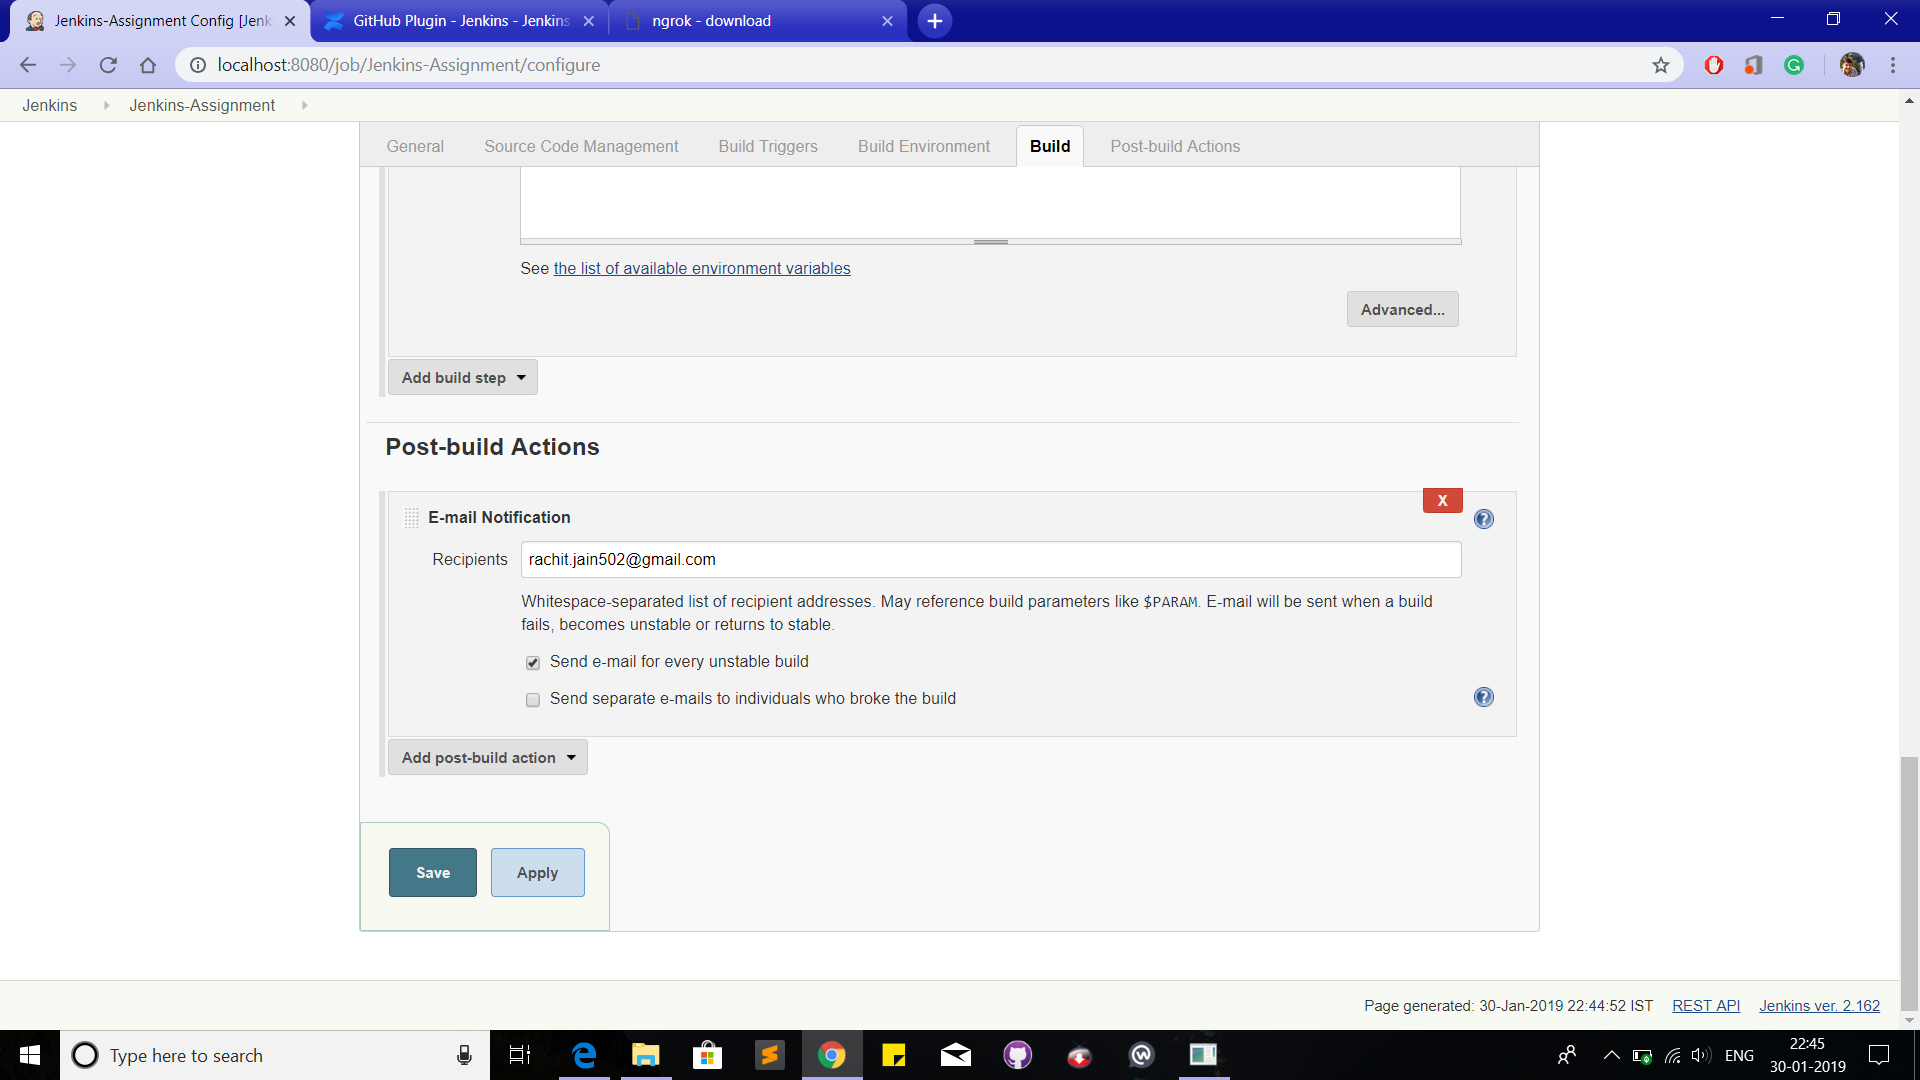 Jenkins-Assignment Config [Jenk
GitHub Plugin - Jenkins - Jenkins
ngrok - download
localhost:8080/job/Jenkins-Assignment/configure
Jenkins
Jenkins-Assignment
General
Source Code Management
Build Triggers
Build Environment
Build
Post-build Actions
See the list of available environment variables
Advanced...
Add build step
Post-build Actions
X
E-mail Notification
Recipients
rachit.jain502@gmail.com
Whitespace-separated list of recipient addresses. May reference build parameters like $PARAM. E-mail will be sent when a build
fails, becomes unstable or returns to stable.
Send e-mail for every unstable build
Send separate e-mails to individuals who broke the build
Add post-build action
Save
Apply
Page generated: 30-Jan-2019 22:44:52 IST
REST API
Jenkins ver. 2.162
Type here to search
ENG
22:45
30-01-2019